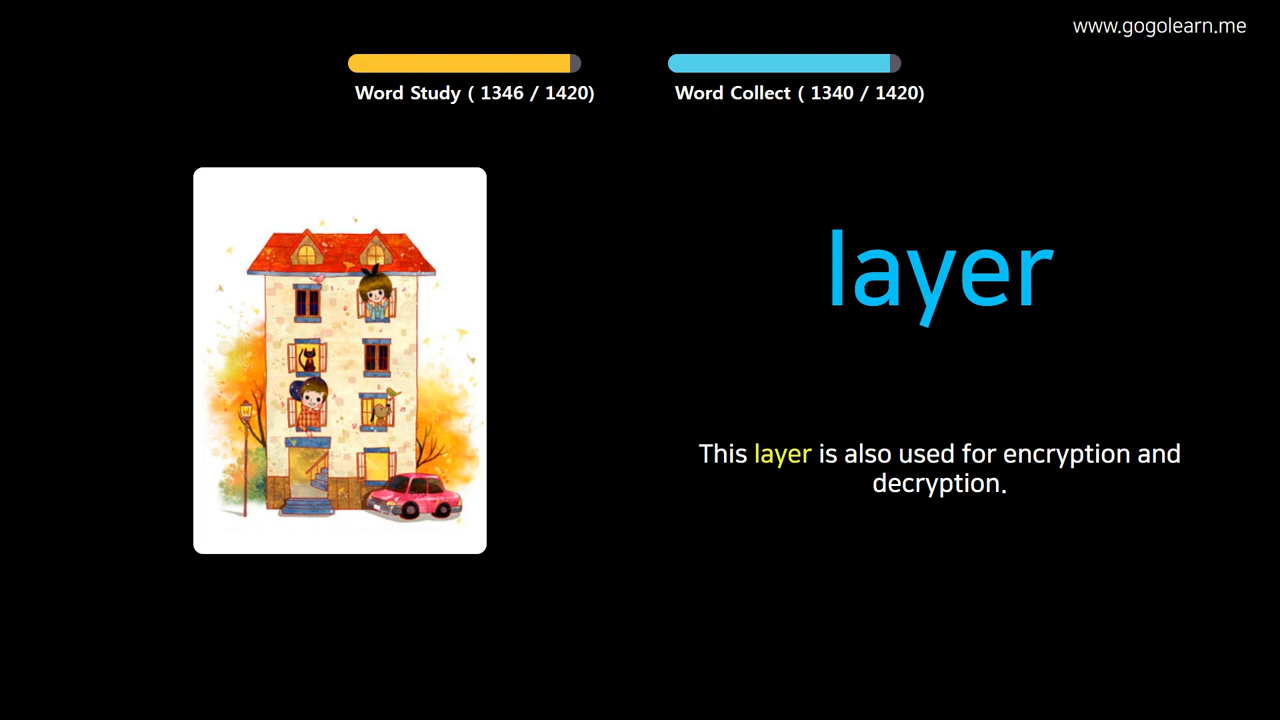 www.gogolearn.me
Word Study ( 1346 / 1420)
Word Collect ( 1340 / 1420)
layer
This layer is also used for encryption and
decryption.